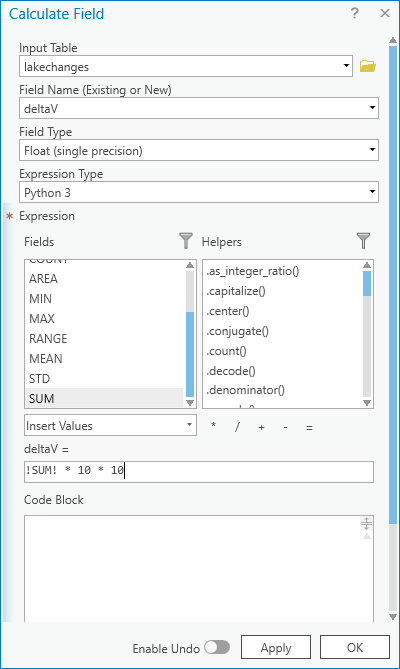 Calculate Field ? ×
Input Table
lakechanges
Field Name (Existing or New)
deltaV
Field Type
Float (single precision)
Expression Type
Python 3
* Expression
Fields Helpers
AREA
MIN
MAX
RANGE
MEAN
STD
SUM
.as_integer_ratio()
.capitalize()
.center()
.conjugate()
.count()
.decode()
.denominator()
Insert Values * / + - =
deltaV =
!SUM! * 10 * 10
Code Block
Enable Undo Apply OK